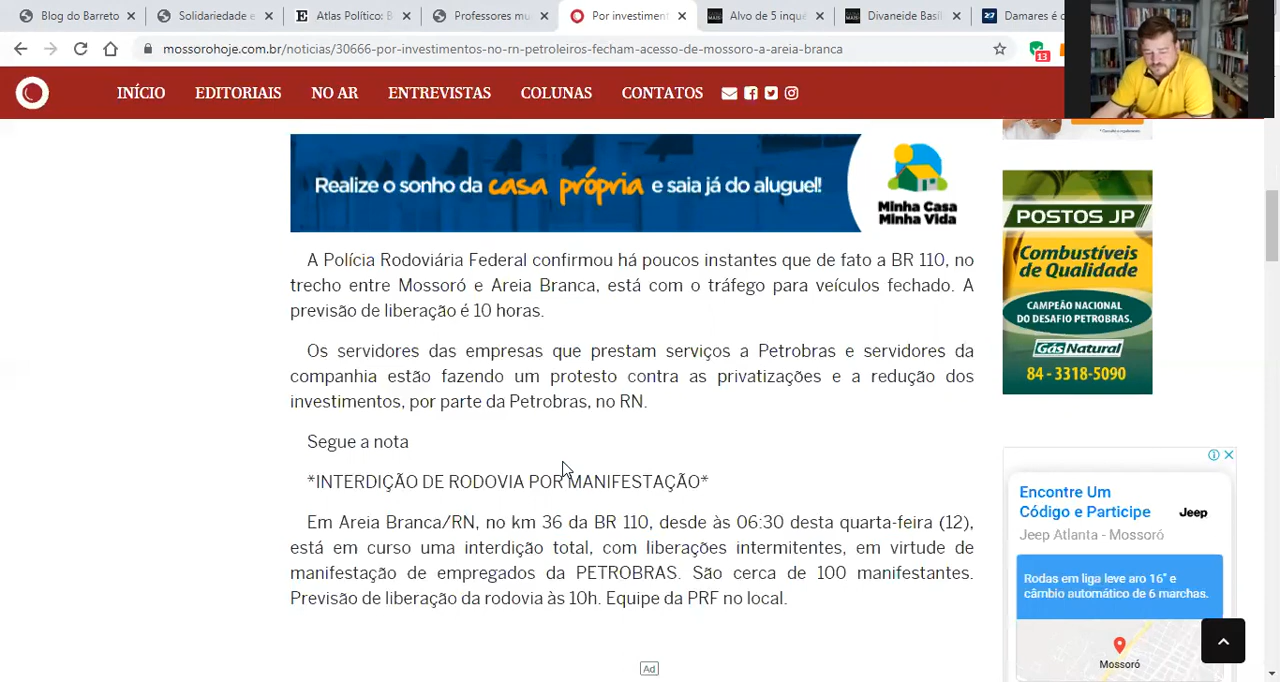 Blog do Barreto
Solidariedade e
Atlas Político: B
Professores mu
Por investiment
Alvo de 5 inqué
Divaneide Basíl
Damares é c
mossorohoje.com.br/noticias/30666-por-investimentos-no-rn-petroleiros-fecham-acesso-de-mossoro-a-areia-branca
13
INÍCIO EDITORIAIS NO AR ENTREVISTAS COLUNAS CONTATOS
Realize o sonho da casa própria e saia já do aluguel!
Minha Casa
Minha Vida
A Polícia Rodoviária Federal confirmou há poucos instantes que de fato a BR 110, no
trecho entre Mossoró e Areia Branca, está com o tráfego para veículos fechado. A
previsão de liberação é 10 horas.
Os servidores das empresas que prestam serviços a Petrobras e servidores da
companhia estão fazendo um protesto contra as privatizações e a redução dos
investimentos, por parte da Petrobras, no RN.
Segue a nota
*INTERDIÇÃO DE RODOVIA POR MANIFESTAÇÃO*
Em Areia Branca/RN, no km 36 da BR 110, desde às 06:30 desta quarta-feira (12),
está em curso uma interdição total, com liberações intermitentes, em virtude de
manifestação de empregados da PETROBRAS. São cerca de 100 manifestantes.
Previsão de liberação da rodovia às 10h. Equipe da PRF no local.
Ad
POSTOS JP
Combustíveis
de Qualidade
CAMPEÃO NACIONAL
DO DESAFIO PETROBRAS.
Gás Natural
84 - 3318-5090
Encontre Um
Código e Participe
Jeep
Jeep Atlanta - Mossoró
Rodas em liga leve aro 16" e
câmbio automático de 6 marchas.
Mossoró